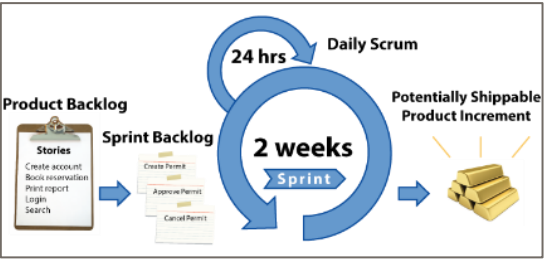 Product Backlog
Stories
Create account
Book reservation
Print report
Login
Search
Sprint Backlog
Create Permit
Approve Permit
Cancel Permit
24 hrs
Daily Scrum
2 weeks
Sprint
Potentially Shippable
Product Increment